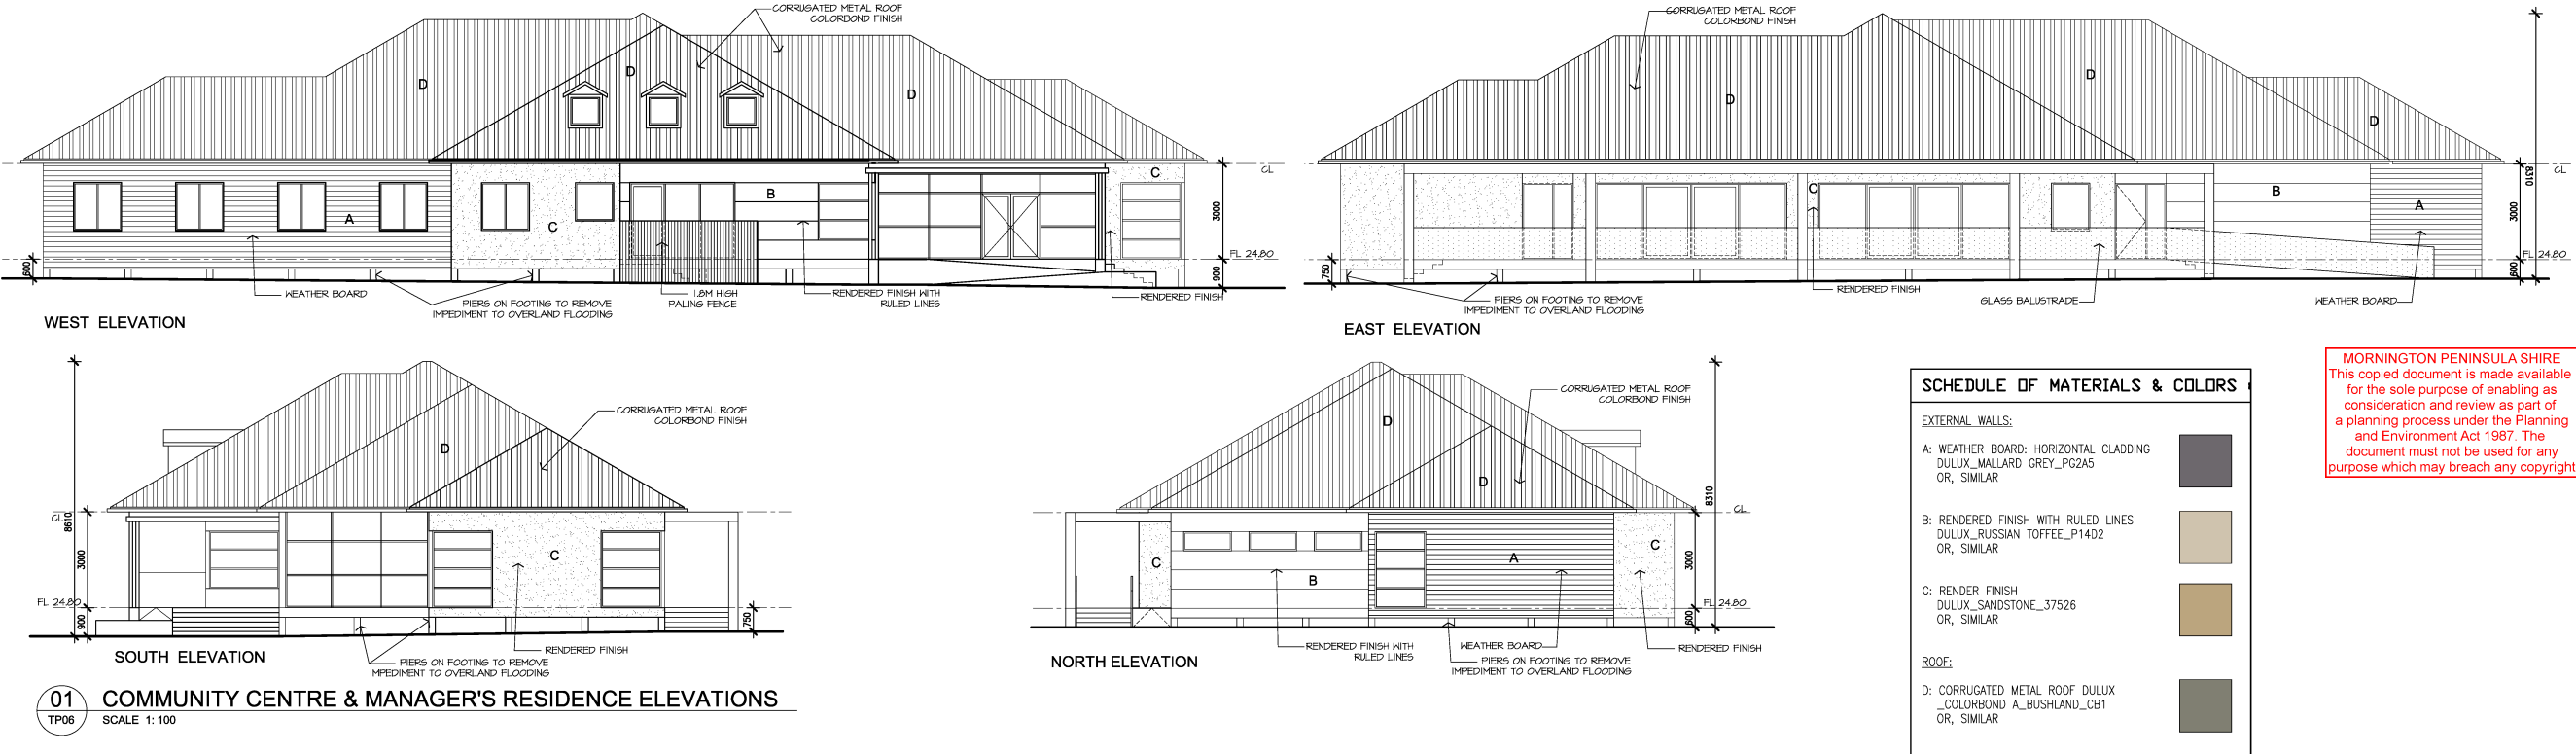 CORRUGATED METAL ROOF
COLORBOND FINISH
D
D
D
C
CL
B
A
C
3000
FL 24.80
600
900
WEATHER BOARD
PIERS ON FOOTING TO REMOVE
IMPEDIMENT TO OVERLAND FLOODING
1.8M HIGH
PALING FENCE
RENDERED FINISH WITH
RULED LINES
RENDERED FINISH
WEST ELEVATION
CORRUGATED METAL ROOF
COLORBOND FINISH
D
D
D
8310
CL
C
B
A
3000
FL 24.80
750
600
PIERS ON FOOTING TO REMOVE
IMPEDIMENT TO OVERLAND FLOODING
RENDERED FINISH
GLASS BALUSTRADE
WEATHER BOARD
EAST ELEVATION
CORRUGATED METAL ROOF
COLORBOND FINISH
D
CL
8610
3000
C
FL 24.80
900
750
RENDERED FINISH
PIERS ON FOOTING TO REMOVE
IMPEDIMENT TO OVERLAND FLOODING
SOUTH ELEVATION
CORRUGATED METAL ROOF
COLORBOND FINISH
D
D
8310
CL
C
B
A
C
3000
FL 24.80
600
RENDERED FINISH WITH
RULED LINES
WEATHER BOARD
PIERS ON FOOTING TO REMOVE
IMPEDIMENT TO OVERLAND FLOODING
RENDERED FINISH
NORTH ELEVATION
01
TP06
COMMUNITY CENTRE & MANAGER'S RESIDENCE ELEVATIONS
SCALE 1:100
SCHEDULE OF MATERIALS & COLORS
EXTERNAL WALLS:
A: WEATHER BOARD: HORIZONTAL CLADDING
DULUX_MALLARD GREY_PG2A5
OR, SIMILAR
B: RENDERED FINISH WITH RULED LINES
DULUX_RUSSIAN TOFFEE_P14D2
OR, SIMILAR
C: RENDER FINISH
DULUX_SANDSTONE_37526
OR, SIMILAR
ROOF:
D: CORRUGATED METAL ROOF DULUX
_COLORBOND A_BUSHLAND_CB1
OR, SIMILAR
MORNINGTON PENINSULA SHIRE
This copied document is made available
for the sole purpose of enabling as
consideration and review as part of
a planning process under the Planning
and Environment Act 1987. The
document must not be used for any
purpose which may breach any copyright